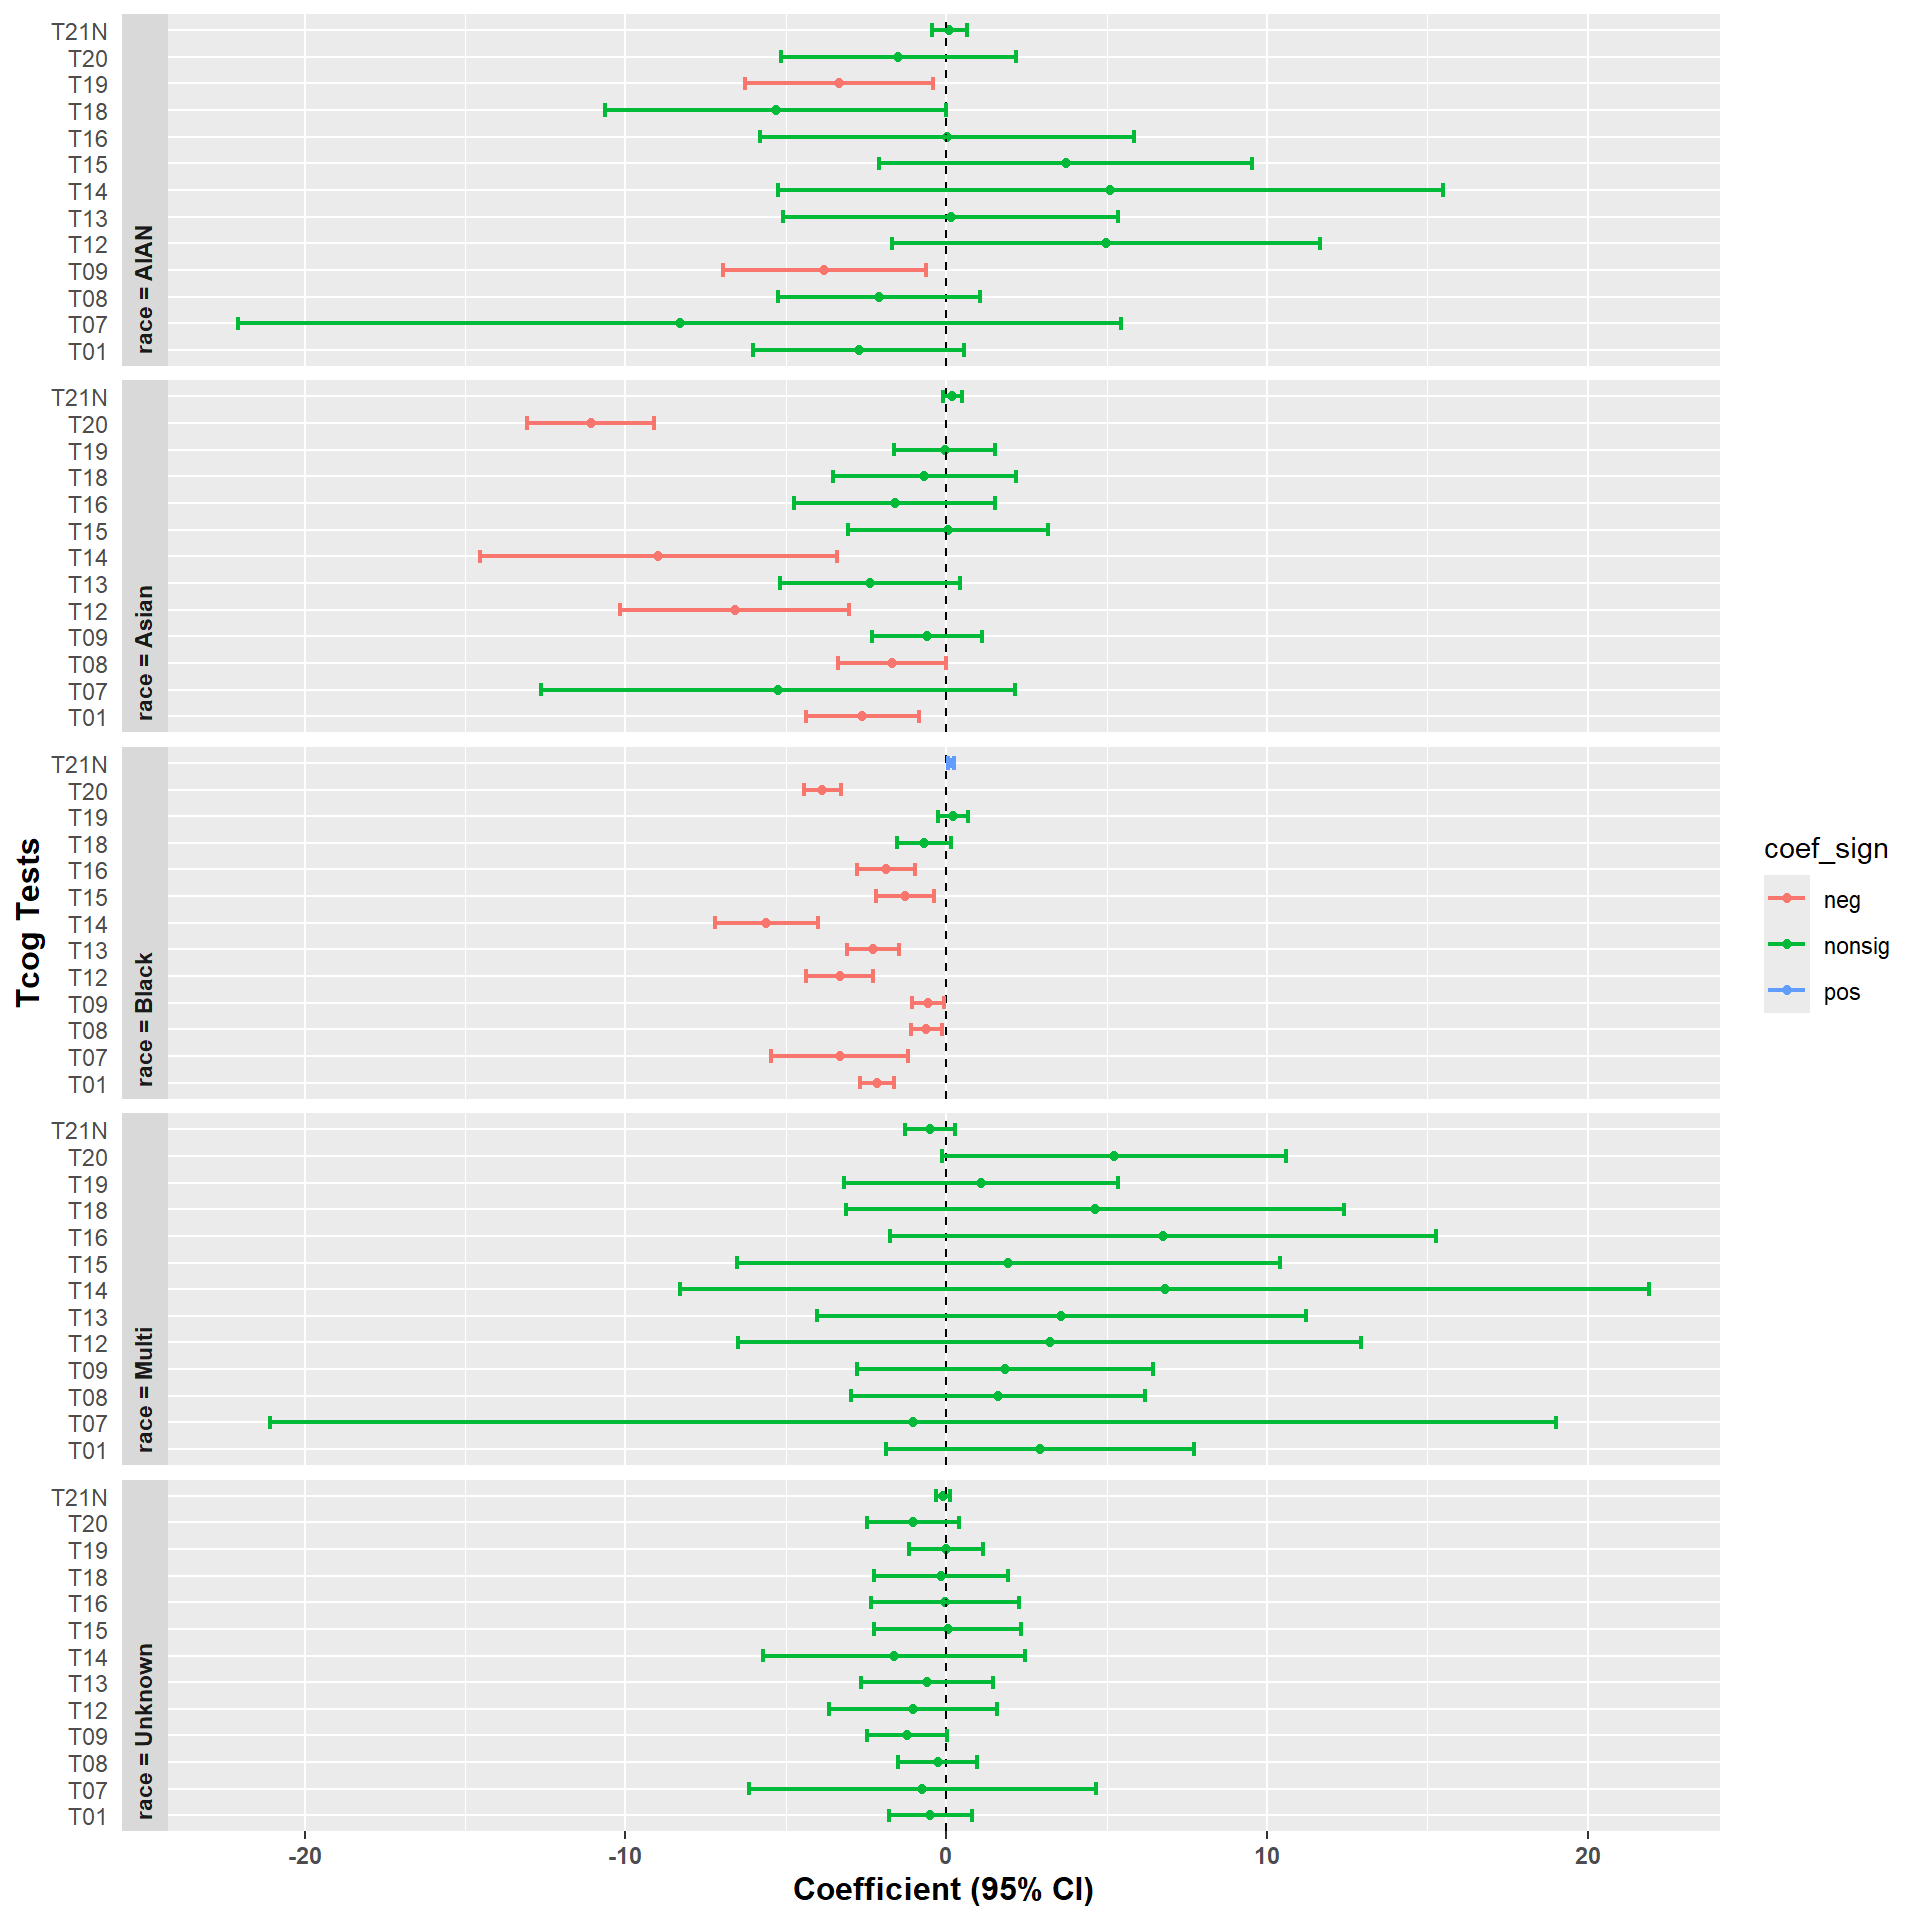 T21N
T20
T19
T18
T16
T15
T14
T13
T12
T09
T08
T07
T01
race = AIAN
T21N
T20
T19
T18
T16
T15
T14
T13
T12
T09
T08
T07
T01
race = Asian
T21N
T20
T19
T18
T16
T15
T14
T13
T12
T09
T08
T07
T01
race = Black
T21N
T20
T19
T18
T16
T15
T14
T13
T12
T09
T08
T07
T01
race = Multi
T21N
T20
T19
T18
T16
T15
T14
T13
T12
T09
T08
T07
T01
race = Unknown
Tcog Tests
-20 -10 0 10 20
Coefficient (95% CI)
coef_sign
neg
nonsig
pos